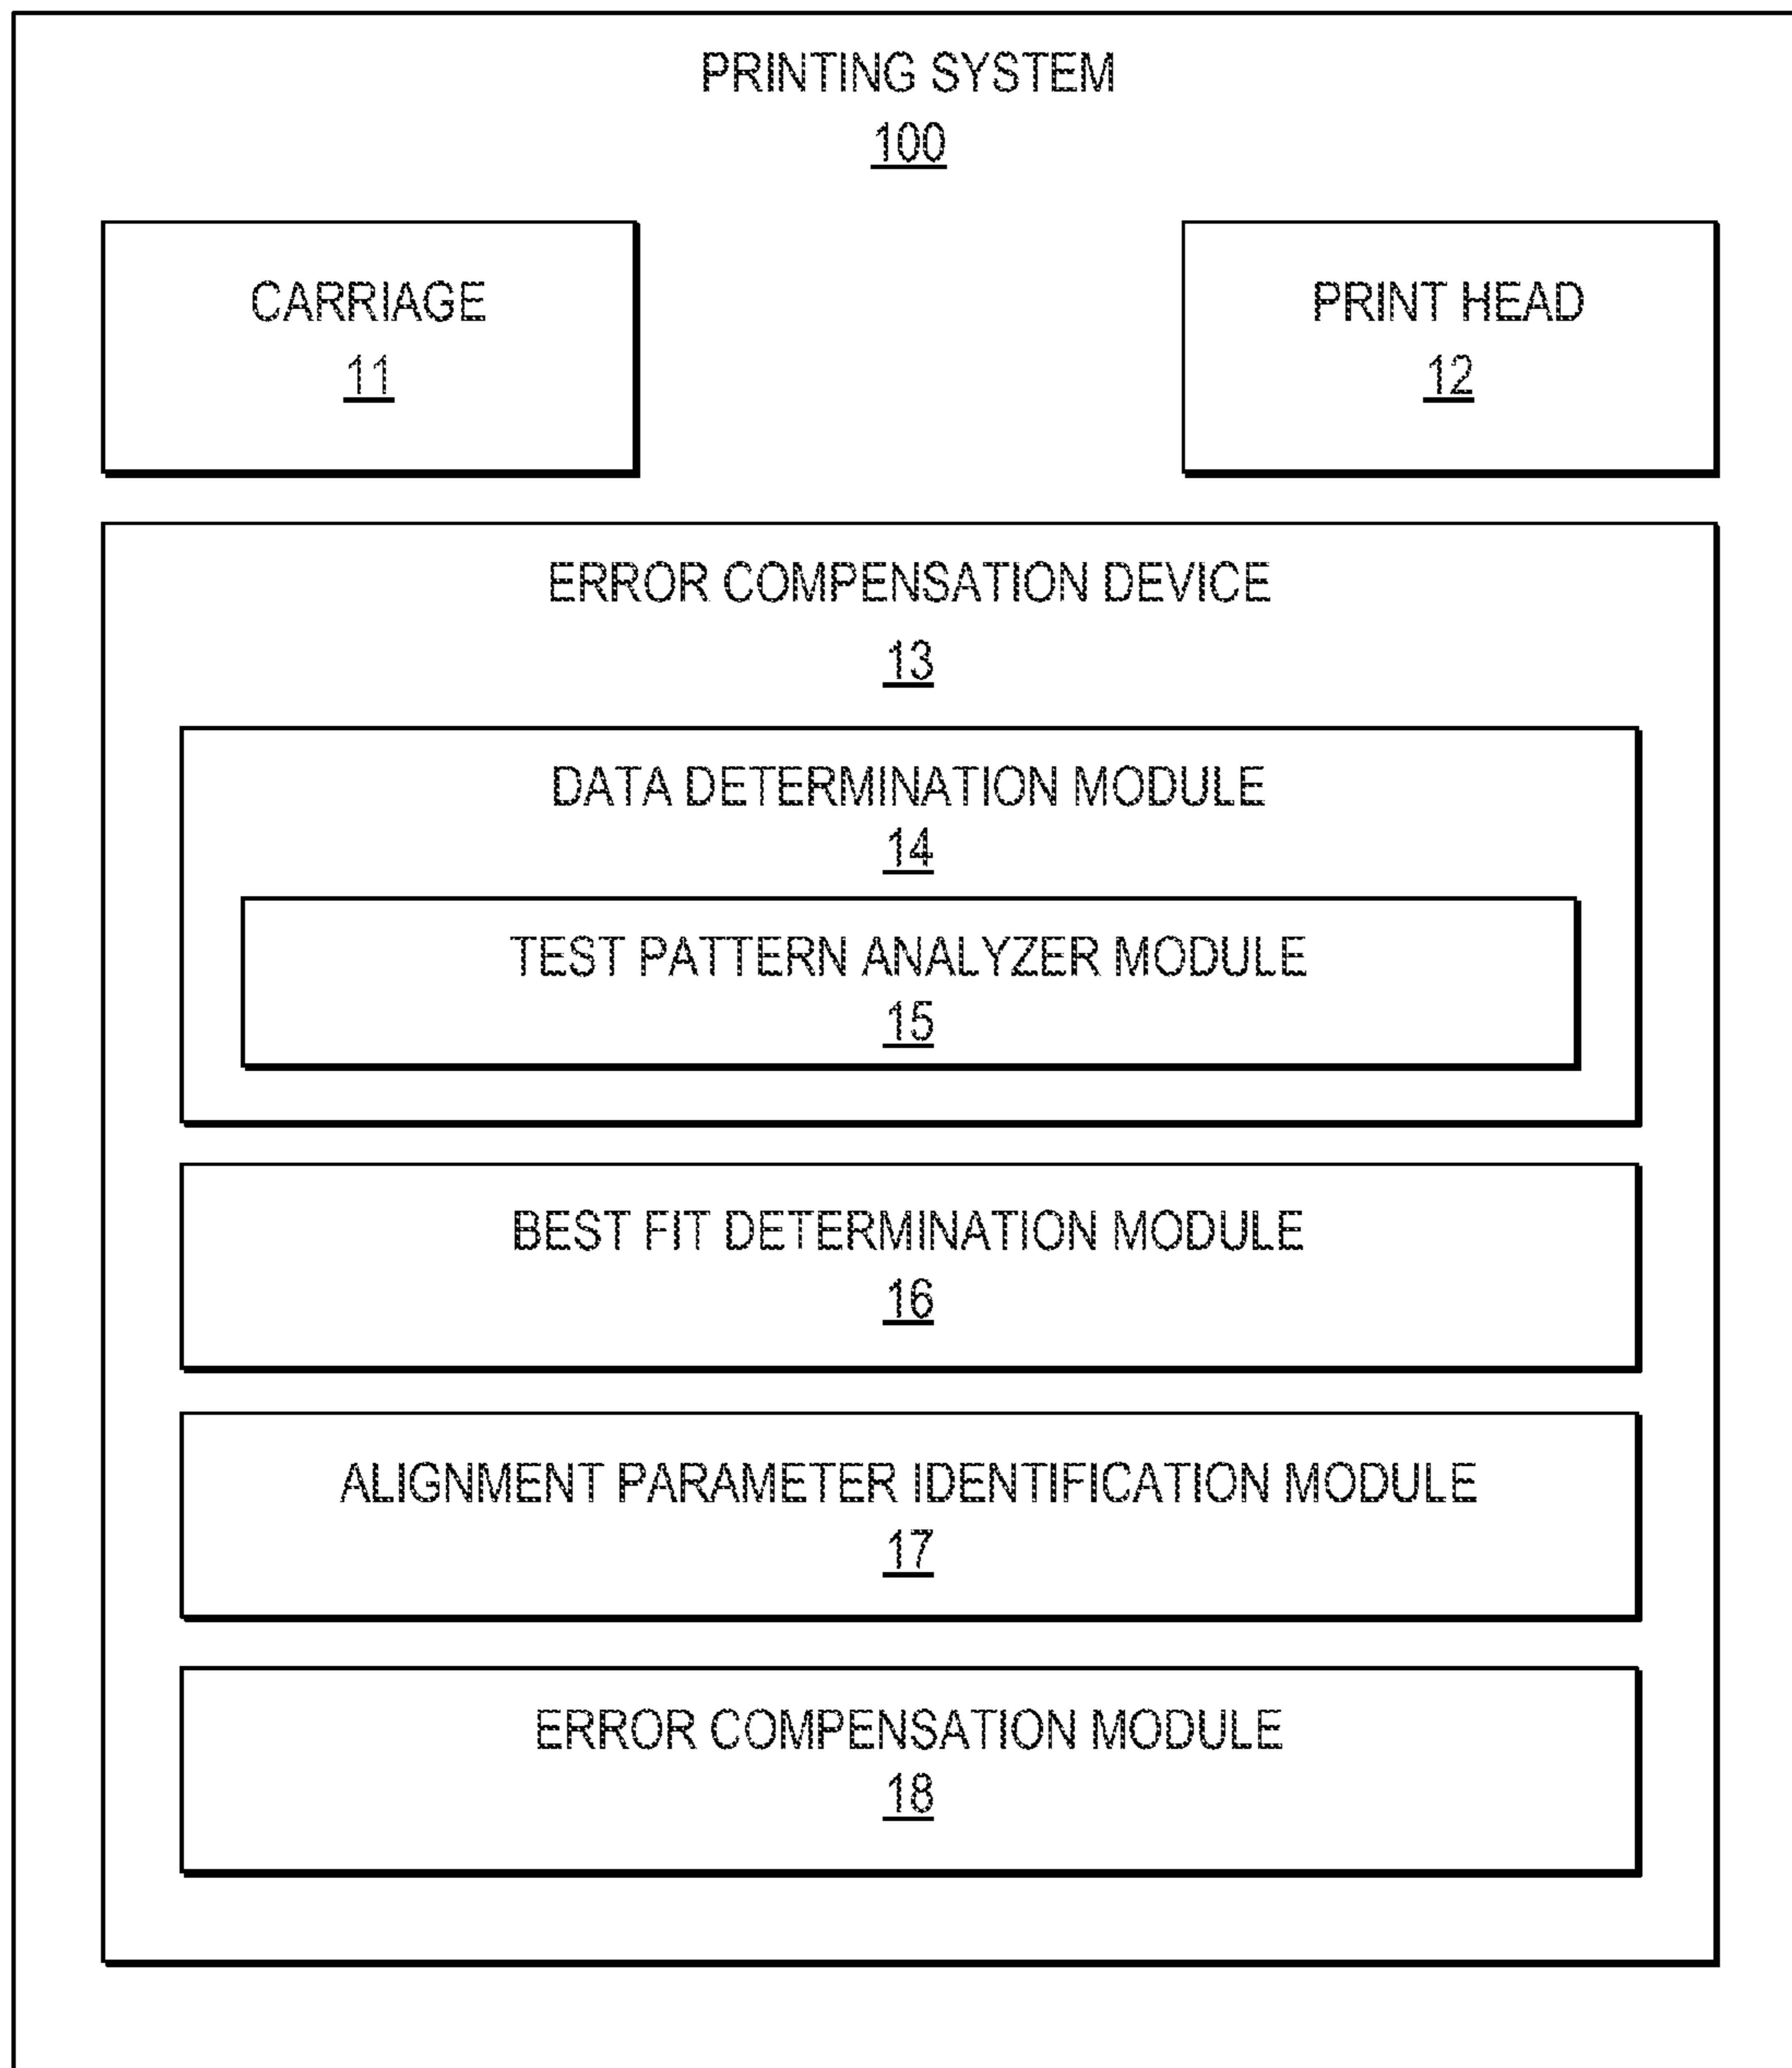 PRINTING SYSTEM
100
CARRIAGE
11
PRINT HEAD
12
ERROR COMPENSATION DEVICE
13
DATA DETERMINATION MODULE
14
TEST PATTERN ANALYZER MODULE
15
BEST FIT DETERMINATION MODULE
16
ALIGNMENT PARAMETER IDENTIFICATION MODULE
17
ERROR COMPENSATION MODULE
18